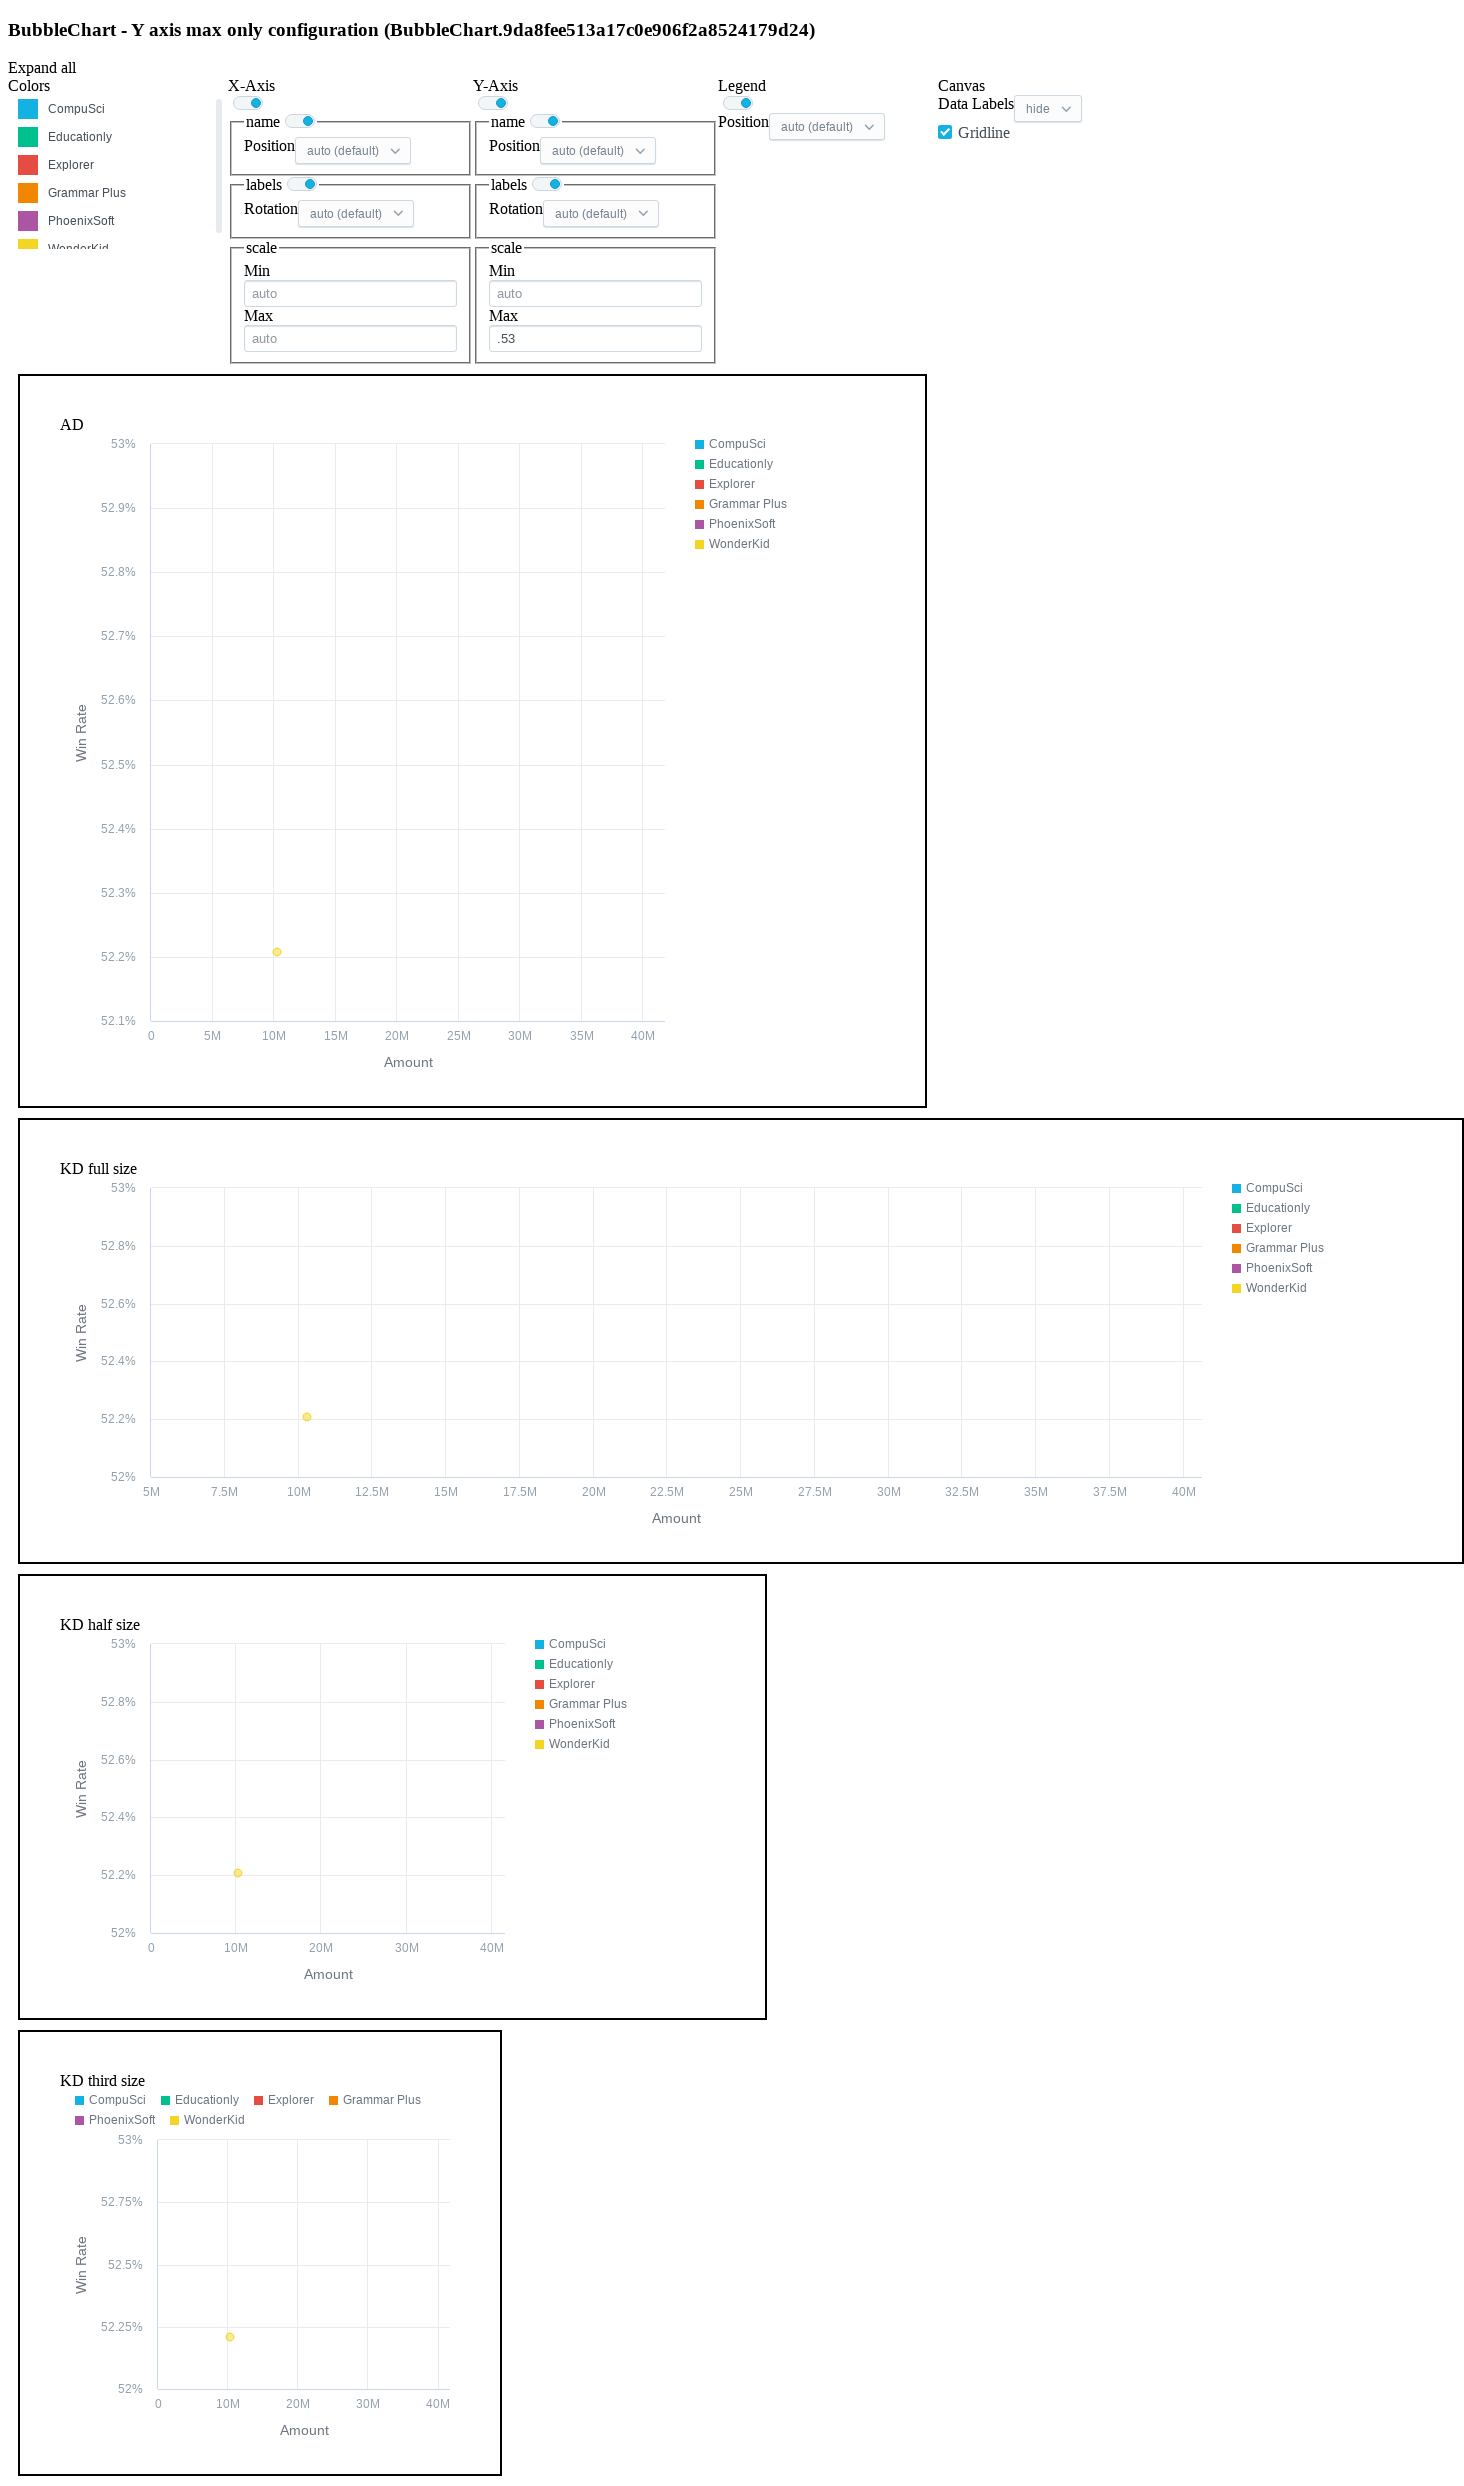 BubbleChart - Y axis max only configuration (BubbleChart.9da8fee513a17c0e906f2a8524179d24)
Expand all
Colors
CompuSci
Educationly
Explorer
Grammar Plus
PhoenixSoft
WonderKid
X-Axis
name
Position auto (default)
labels
Rotation auto (default)
scale
Min
auto
Max
auto
Y-Axis
name
Position auto (default)
labels
Rotation auto (default)
scale
Min
auto
Max
.53
Legend
Position auto (default)
Canvas
Data Labels hide
Gridline
AD
53%
52.9%
52.8%
52.7%
52.6%
52.5%
52.4%
52.3%
52.2%
52.1%
Win Rate
0 5M 10M 15M 20M 25M 30M 35M 40M
Amount
CompuSci
Educationly
Explorer
Grammar Plus
PhoenixSoft
WonderKid
KD full size
53%
52.8%
52.6%
52.4%
52.2%
52%
Win Rate
5M 7.5M 10M 12.5M 15M 17.5M 20M 22.5M 25M 27.5M 30M 32.5M 35M 37.5M 40M
Amount
CompuSci
Educationly
Explorer
Grammar Plus
PhoenixSoft
WonderKid
KD half size
53%
52.8%
52.6%
52.4%
52.2%
52%
Win Rate
0 10M 20M 30M 40M
Amount
CompuSci
Educationly
Explorer
Grammar Plus
PhoenixSoft
WonderKid
KD third size
CompuSci Educationly Explorer Grammar Plus
PhoenixSoft WonderKid
53%
52.75%
52.5%
52.25%
52%
Win Rate
0 10M 20M 30M 40M
Amount